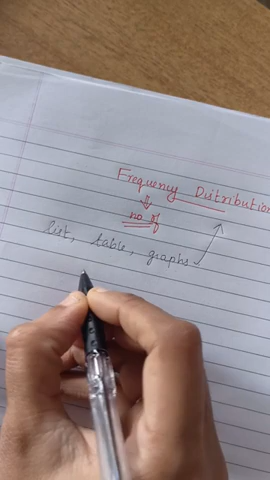 Frequency Distribution
no of
list, table, graphs